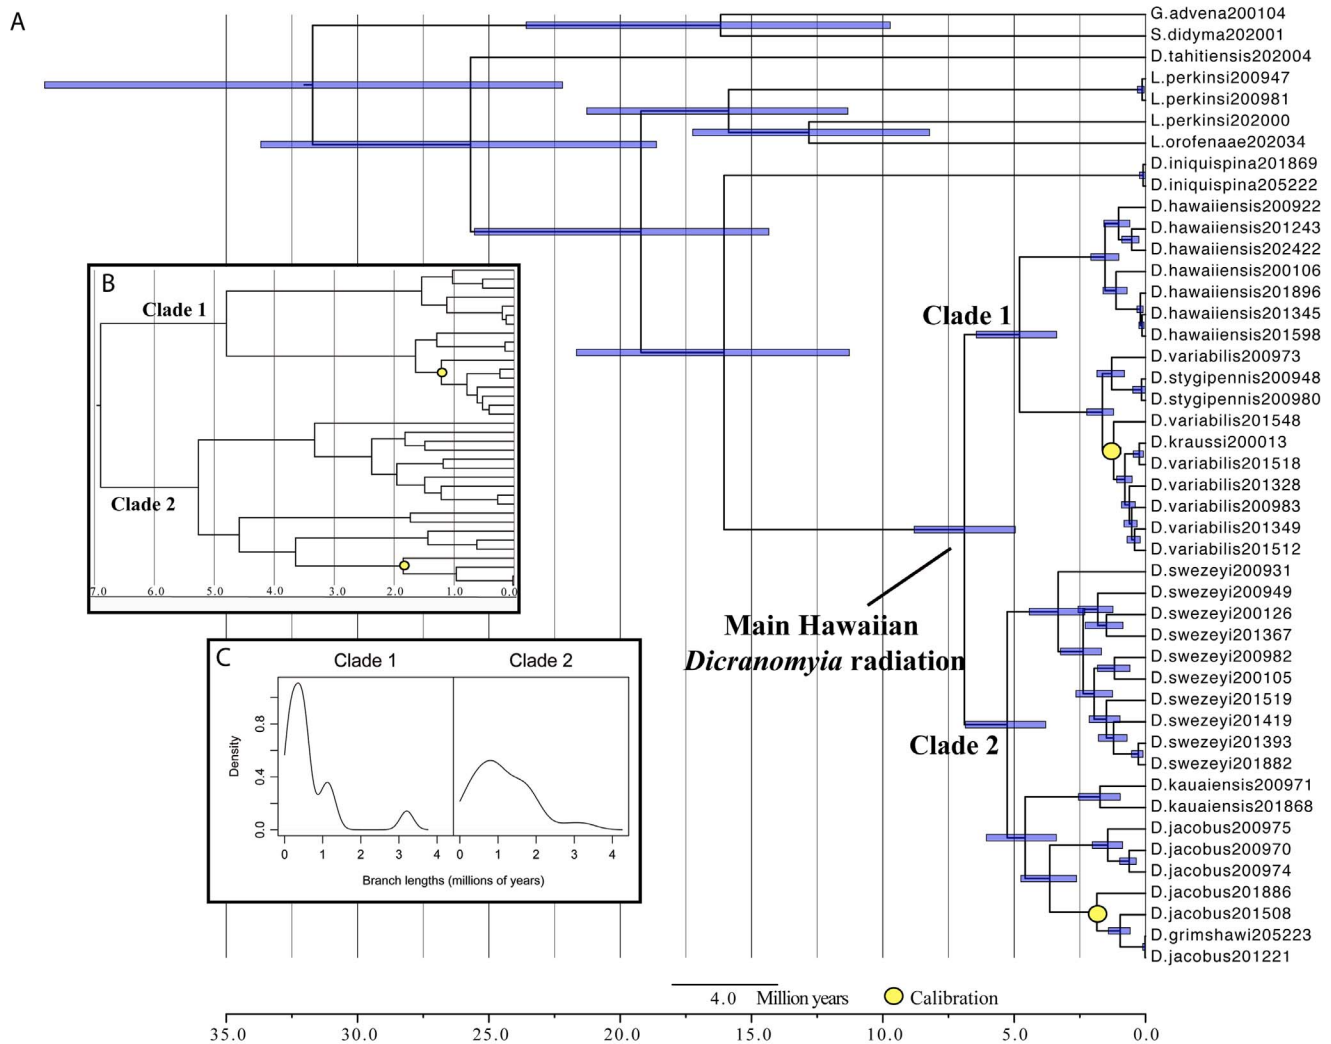 A
G.advena200104
S.didyma202001
D.tahitiensis202004
L.perkinsi200947
L.perkinsi200981
L.perkinsi202000
L.orofenaae202034
D.iniquispina201869
D.iniquispina205222
D.hawaiiensis200922
D.hawaiiensis201243
D.hawaiiensis202422
D.hawaiiensis200106
D.hawaiiensis201896
D.hawaiiensis201345
D.hawaiiensis201598
D.variabilis200973
D.stygipennis200948
D.stygipennis200980
D.variabilis201548
D.kraussi200013
D.variabilis201518
D.variabilis201328
D.variabilis200983
D.variabilis201349
D.variabilis201512
D.swezeyi200931
D.swezeyi200949
D.swezeyi200126
D.swezeyi201367
D.swezeyi200982
D.swezeyi200105
D.swezeyi201519
D.swezeyi201419
D.swezeyi201393
D.swezeyi201882
D.kauaiensis200971
D.kauaiensis201868
D.jacobus200975
D.jacobus200970
D.jacobus200974
D.jacobus201886
D.jacobus201508
D.grimshawi205223
D.jacobus201221
Clade 1
Main Hawaiian
Dicranomyia radiation
Clade 2
B
Clade 1
Clade 2
7.0 6.0 5.0 4.0 3.0 2.0 1.0 0.0
C
Clade 1 Clade 2
Density
0.0 0.4 0.8
0 1 2 3 4 0 1 2 3 4
Branch lengths (millions of years)
4.0 Million years Calibration
35.0 30.0 25.0 20.0 15.0 10.0 5.0 0.0